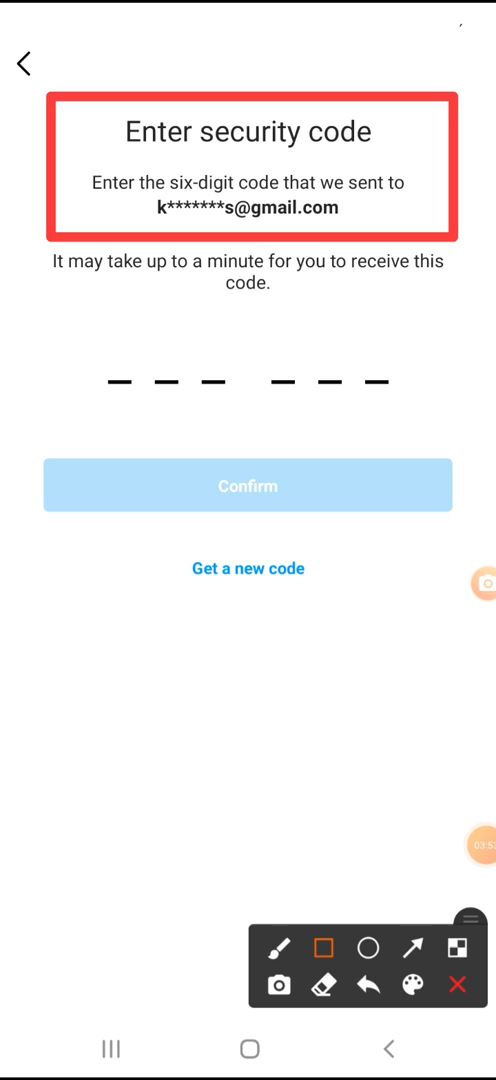 Enter security code
Enter the six-digit code that we sent to
k*******s@gmail.com
It may take up to a minute for you to receive this
code.
Confirm
Get a new code